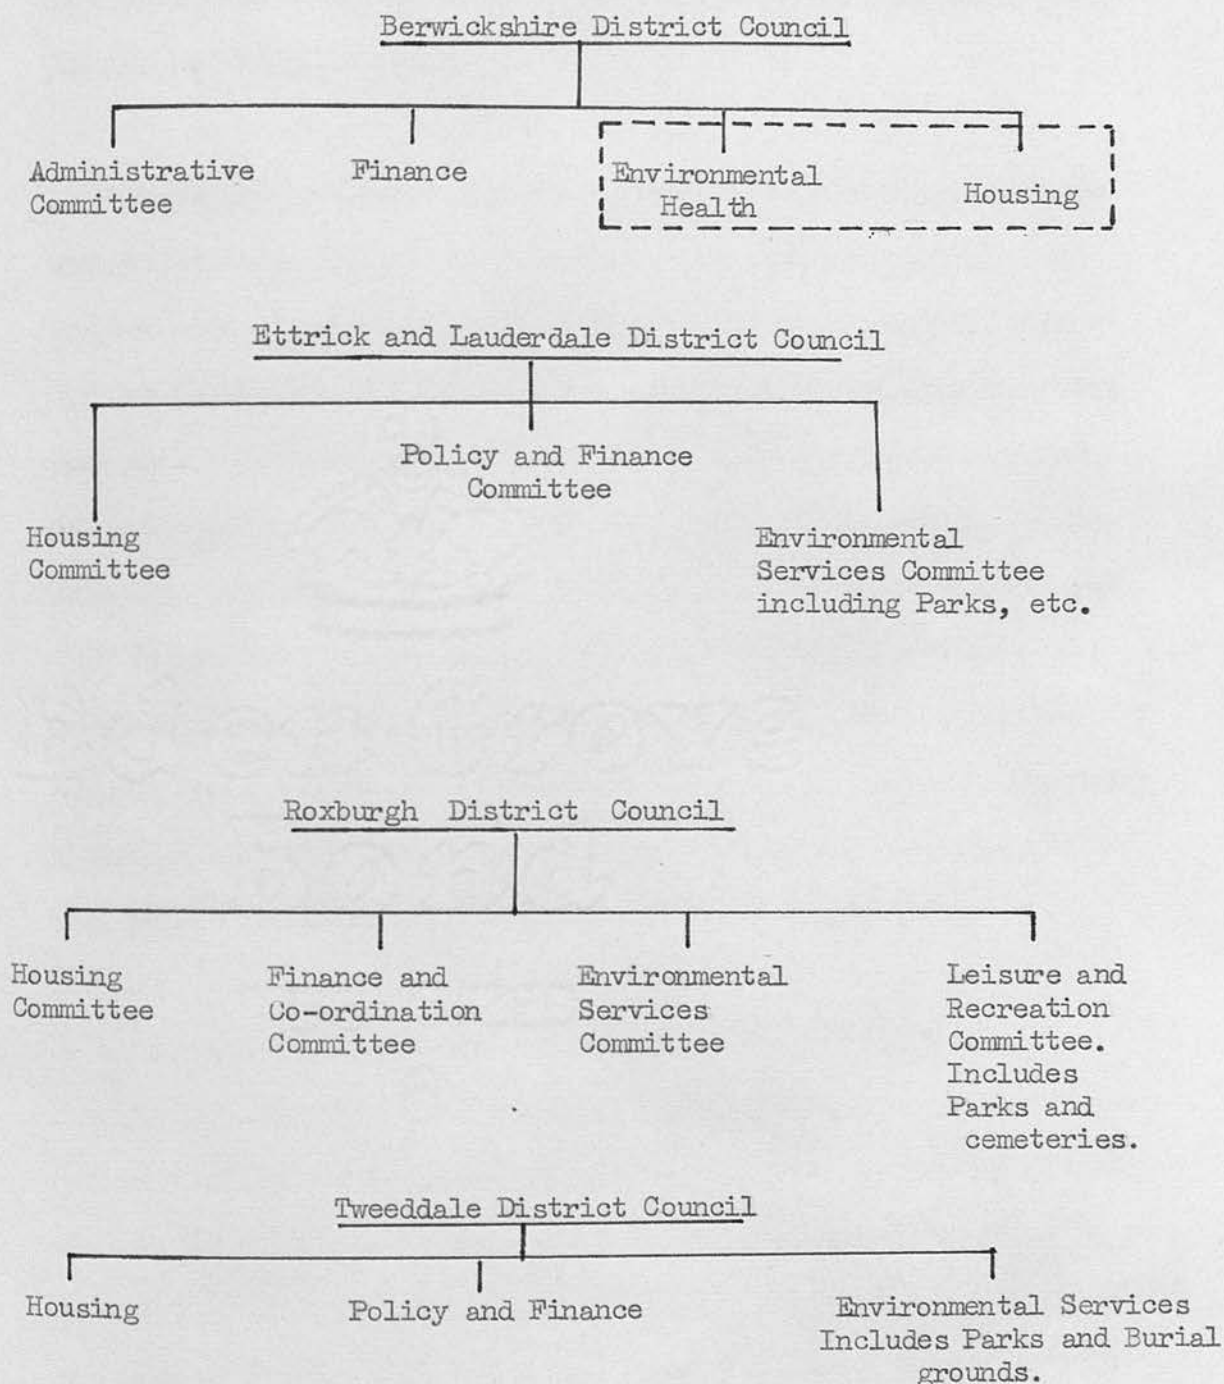 Berwickshire District Council
Administrative
Committee
Finance
Environmental
Health
Housing
Ettrick and Lauderdale District Council
Policy and Finance
Committee
Housing
Committee
Environmental
Services Committee
including Parks, etc.
Roxburgh District Council
Housing
Committee
Finance and
Co-ordination
Committee
Environmental
Services
Committee
Leisure and
Recreation
Committee.
Includes
Parks and
cemeteries.
Tweeddale District Council
Housing
Policy and Finance
Environmental Services
Includes Parks and Burial
grounds.